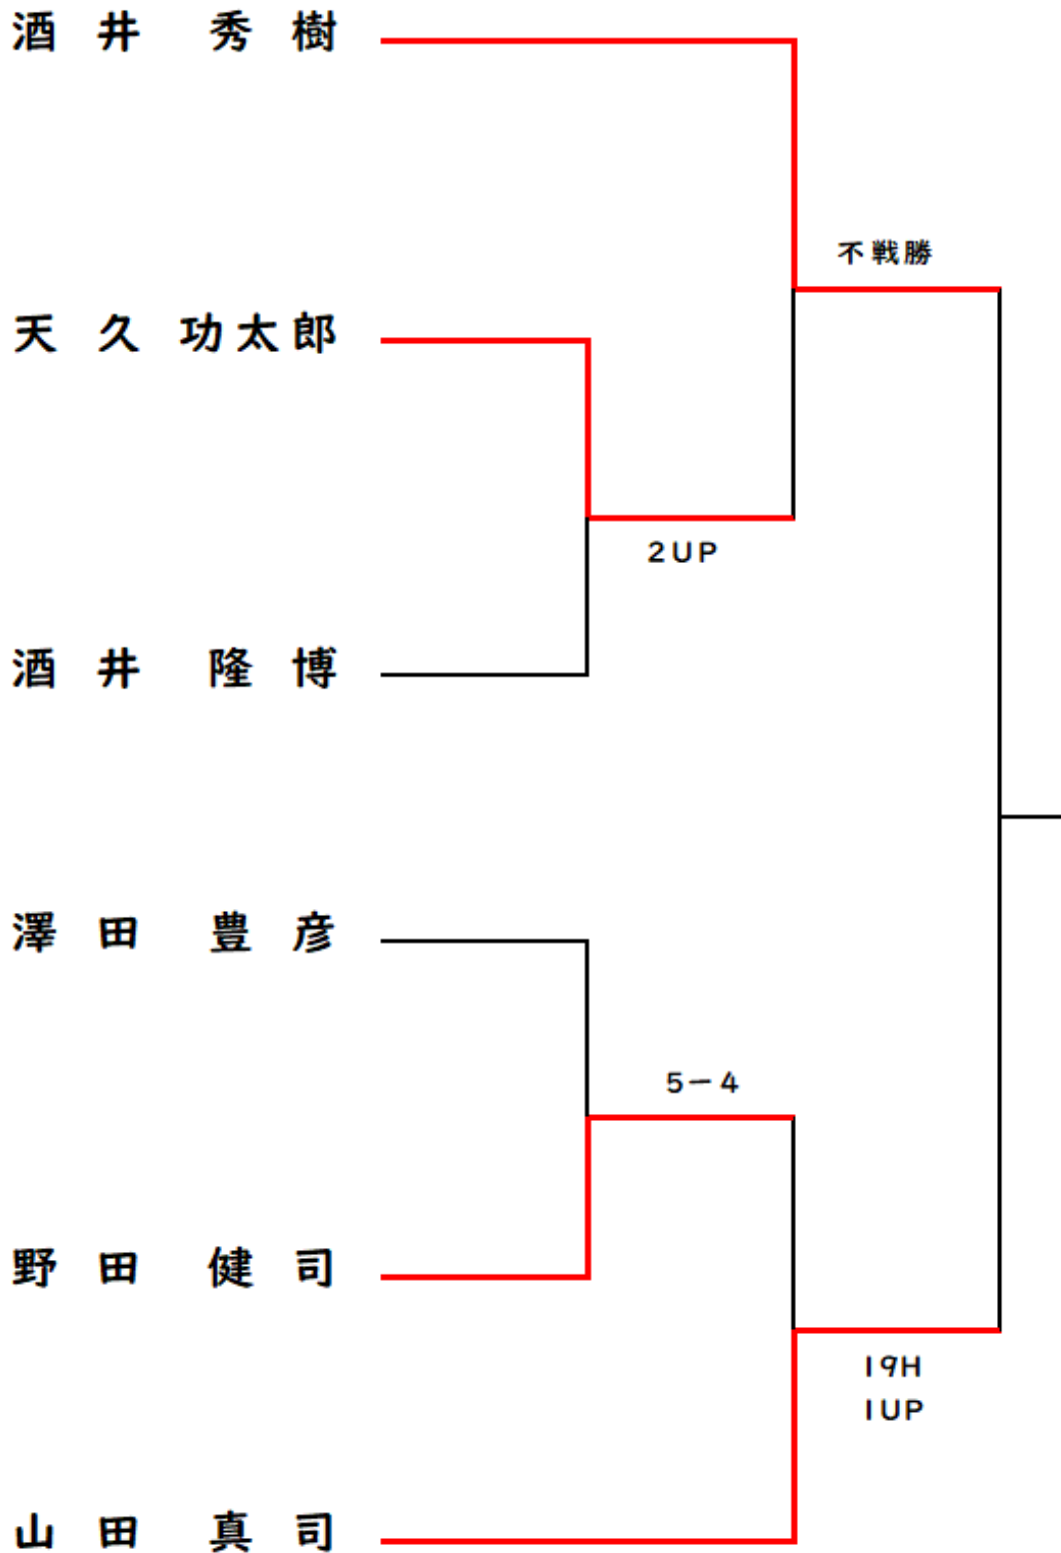 酒井 秀樹
不戦勝
天久 功太郎
2UP
酒井 隆博
澤田 豊彦
5－4
野田 健司
19H
1UP
山田 真司